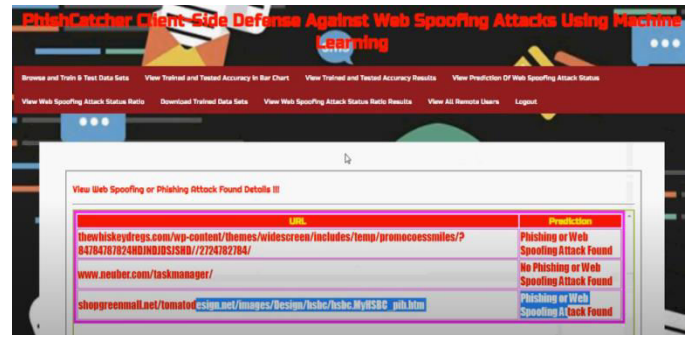 PhishCatcher Client-Side Defense Against Web Spoofing Attacks Using Machine
Learning
Browse and Train & Test Data Sets View Trained and Tested Accuracy in Bar Chart View Trained and Tested Accuracy Results View Prediction Of Web Spoofing Attack Status
View Web Spoofing Attack Status Ratio Download Trained Data Sets View Web Spoofing Attack Status Ratio Results View All Remote Users Logout
View Web Spoofing or Phishing Attack Found Details !!!
URL Prediction
thewhiskeydregs.com/wp-content/themes/widescreen/includes/temp/promocoessmiles/? Phishing or Web
84784787824HDJNDJDSJSHD//2724782784/ Spoofing Attack Found
www.neuber.com/taskmanager/ No Phishing or Web
Spoofing Attack Found
shopgreenmall.net/tomatodesign.net/images/Design/hsbc/hsbc.MyHSBC_pib.htm Phishing or Web
Spoofing Attack Found